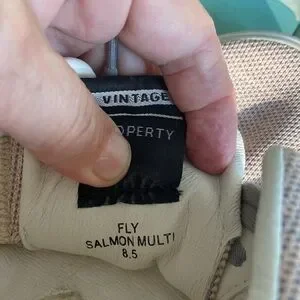 VINTAGE
OPERTY
FLY
SALMON MULTI
8.5